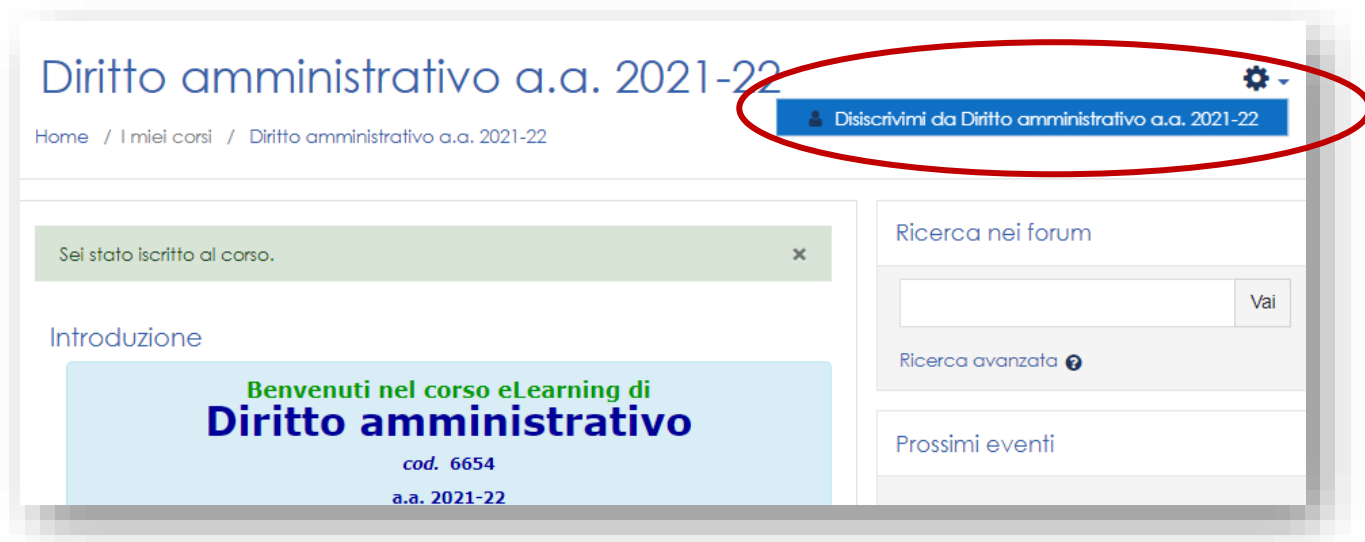 Diritto amministrativo a.a. 2021-22
Disiscrivimi da Diritto amministrativo a.a. 2021-22
Home / I miei corsi / Diritto amministrativo a.a. 2021-22
Sei stato iscritto al corso.
Introduzione
Benvenuti nel corso eLearning di
Diritto amministrativo
cod. 6654
a.a. 2021-22
Ricerca nei forum
Vai
Ricerca avanzata
Prossimi eventi